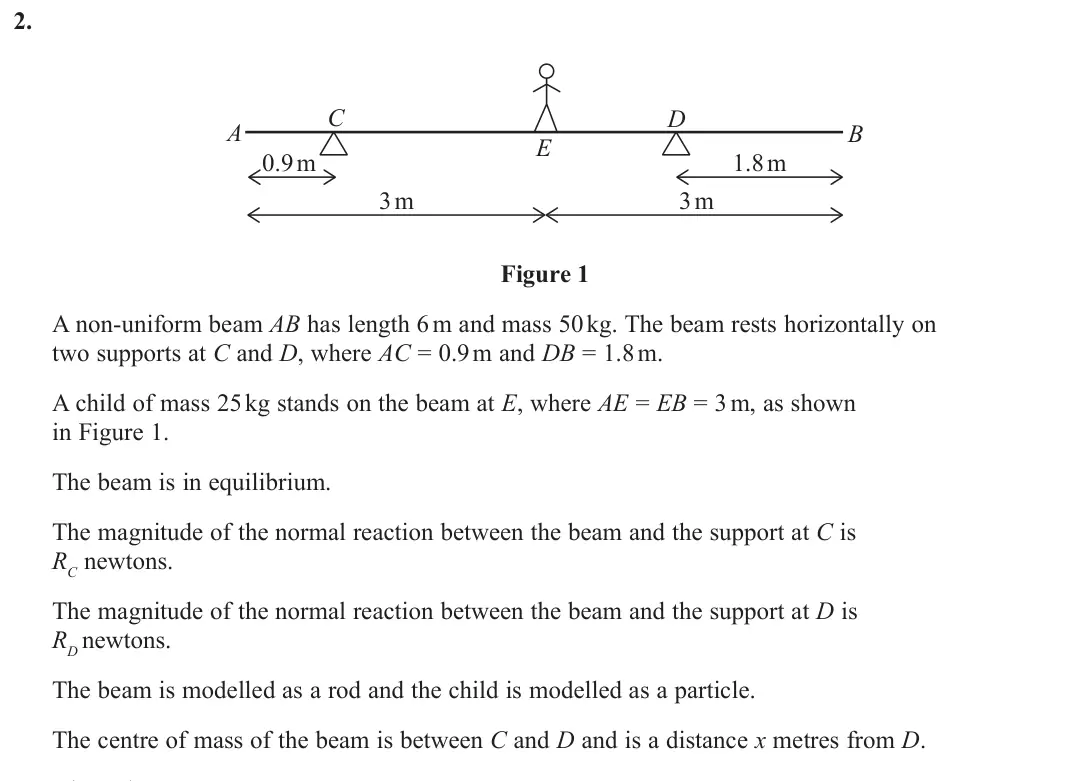 2.
C
D
A
B
E
0.9 m
1.8 m
3 m
3 m
Figure 1
A non-uniform beam AB has length 6 m and mass 50 kg. The beam rests horizontally on
two supports at C and D, where AC = 0.9 m and DB = 1.8 m.
A child of mass 25 kg stands on the beam at E, where AE = EB = 3 m, as shown
in Figure 1.
The beam is in equilibrium.
The magnitude of the normal reaction between the beam and the support at C is
R_C newtons.
The magnitude of the normal reaction between the beam and the support at D is
R_D newtons.
The beam is modelled as a rod and the child is modelled as a particle.
The centre of mass of the beam is between C and D and is a distance x metres from D.